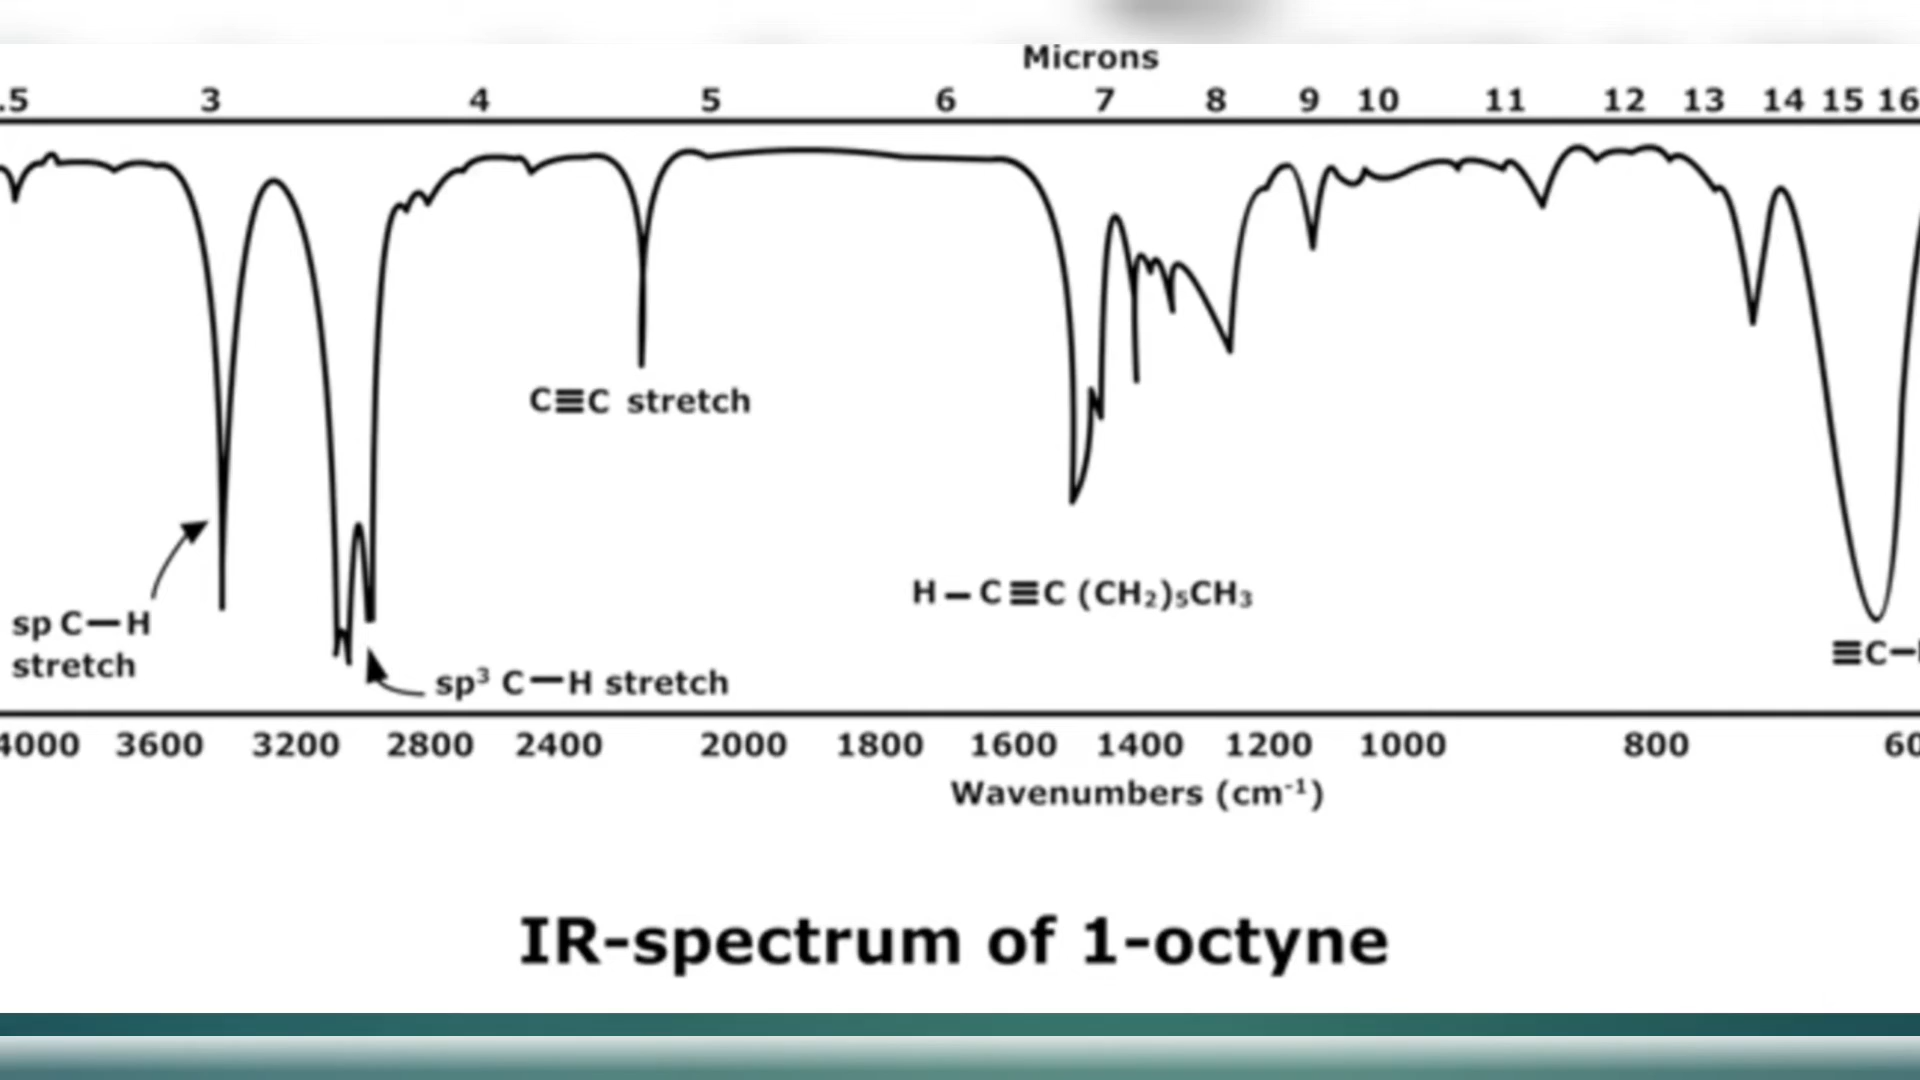 Microns
.5 3 4 5 6 7 8 9 10 11 12 13 14 15 16
C≡C stretch
H–C≡C (CH₂)₅CH₃
sp C—H
stretch
≡C—
sp³ C—H stretch
4000 3600 3200 2800 2400 2000 1800 1600 1400 1200 1000 800 60
Wavenumbers (cm⁻¹)
IR-spectrum of 1-octyne